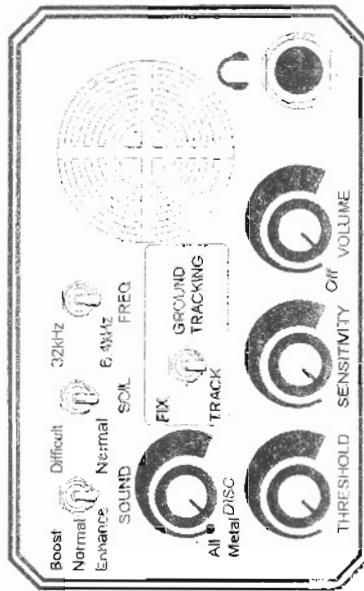 Boost
Normal
Enhance
SOUND
Difficult
Normal
SOIL
32kHz
6.4kHz
FREQ
All
Metal
DISC
FIX
TRACK
GROUND
TRACKING
THRESHOLD
SENSITIVITY
Off
VOLUME